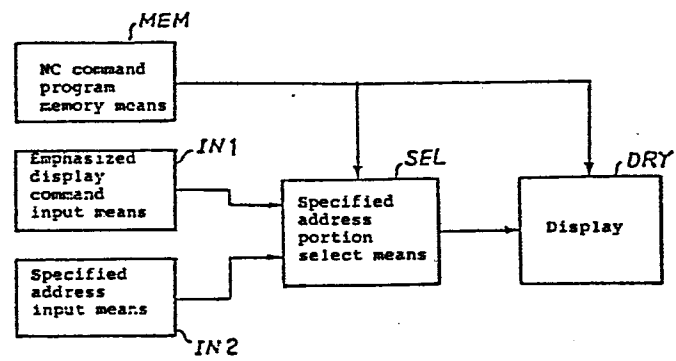 MEM
NC command
program
memory means
IN1
Emphasized
display
command
input means
SEL
Specified
address
portion
select means
DRY
Display
Specified
address
input means
IN2